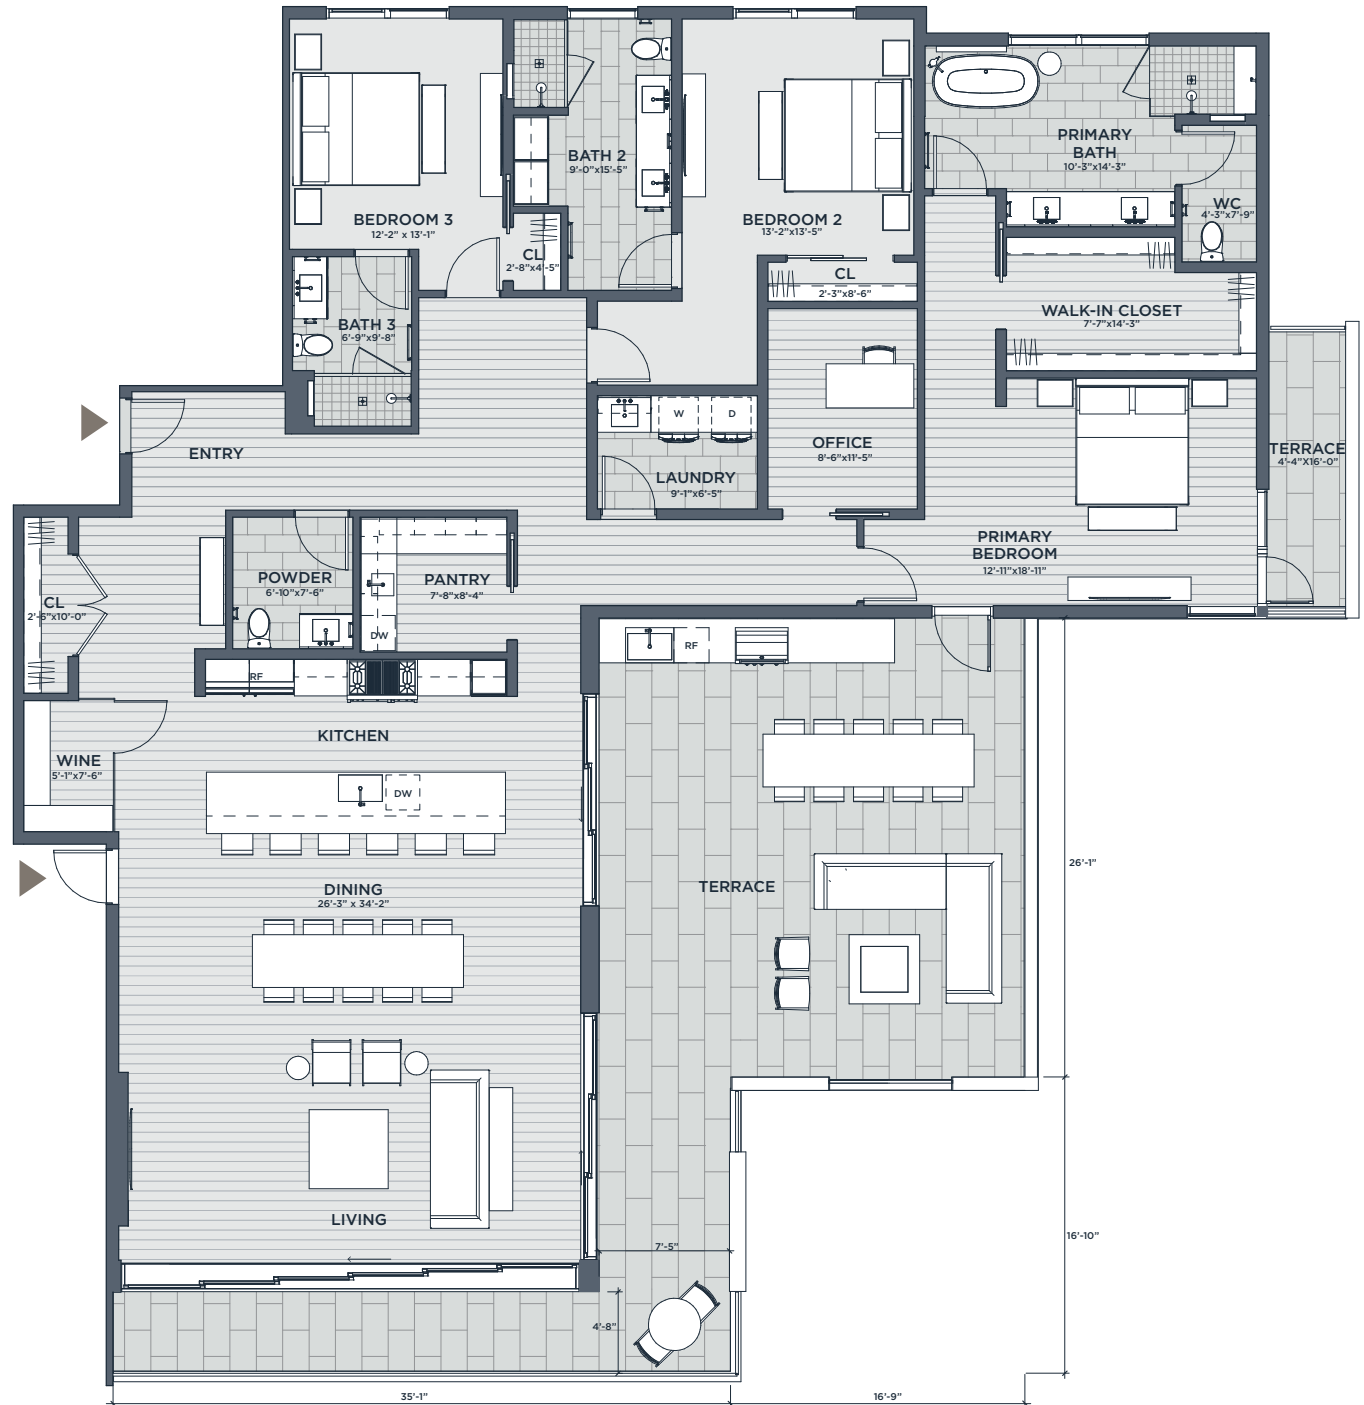 BATH 2
9'-0"x15'-5"
PRIMARY
BATH
10'-3"x14'-3"
BEDROOM 3
12'-2" x 13'-1"
BEDROOM 2
13'-2"x13'-5"
WC
4'-3"x7'-9"
CL
2'-8"x4'-5"
CL
2'-3"x8'-6"
WALK-IN CLOSET
7'-7"x14'-3"
BATH 3
6'-9"x9'-8"
W
D
ENTRY
OFFICE
8'-6"x11'-5"
TERRACE
4'-4"X16'-0"
LAUNDRY
9'-1"x6'-5"
PRIMARY
BEDROOM
12'-11"x18'-11"
POWDER
6'-10"x7'-6"
PANTRY
7'-8"x8'-4"
CL
2'-6"x10'-0"
DW
RF
RF
KITCHEN
WINE
5'-1"x7'-6"
DW
26'-1"
DINING
26'-3" x 34'-2"
TERRACE
LIVING
16'-10"
7'-5"
4'-8"
35'-1"
16'-9"